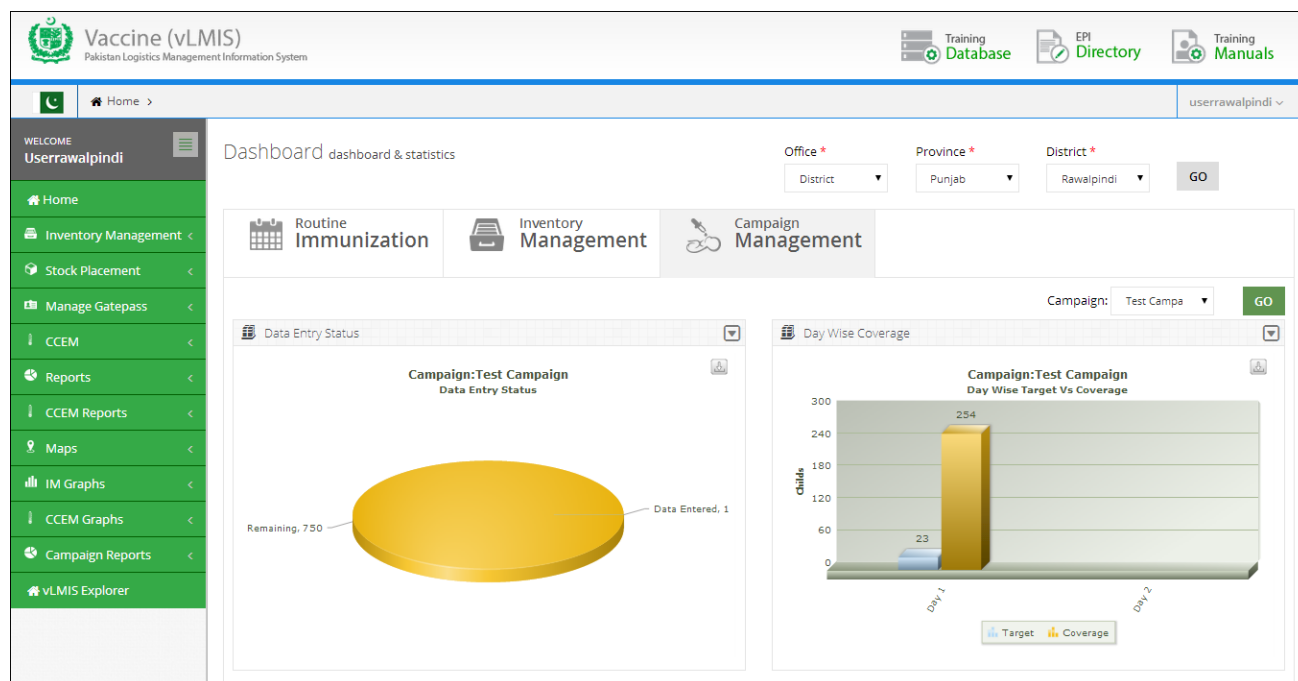 Vaccine (vLMIS)
Pakistan Logistics Management Information System
Training
Database
EPI
Directory
Training
Manuals
Home >
userrawalpindi
WELCOME
Userrawalpindi
Home
Inventory Management
Stock Placement
Manage Gatepass
CCEM
Reports
CCEM Reports
Maps
IM Graphs
CCEM Graphs
Campaign Reports
vLMIS Explorer
Dashboard dashboard & statistics
Office *
District
Province *
Punjab
District *
Rawalpindi
GO
Routine
Immunization
Inventory
Management
Campaign
Management
Campaign: Test Campa
GO
Data Entry Status
Campaign:Test Campaign
Data Entry Status
Remaining, 750
Data Entered, 1
Day Wise Coverage
Campaign:Test Campaign
Day Wise Target Vs Coverage
Childs
300
240
180
120
60
0
23
254
Day 1
Day 2
Target
Coverage